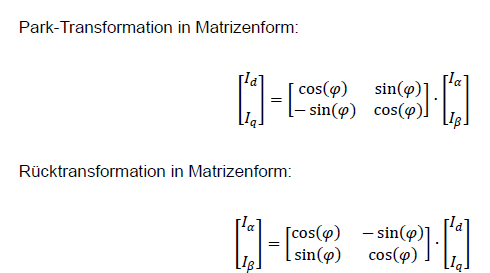 Park-Transformation in Matrizenform:
[I_d I_q] = [cos(φ) sin(φ) −sin(φ) cos(φ)] ⋅ [I_α I_β]
Rücktransformation in Matrizenform:
[I_α I_β] = [cos(φ) −sin(φ) sin(φ) cos(φ)] ⋅ [I_d I_q]